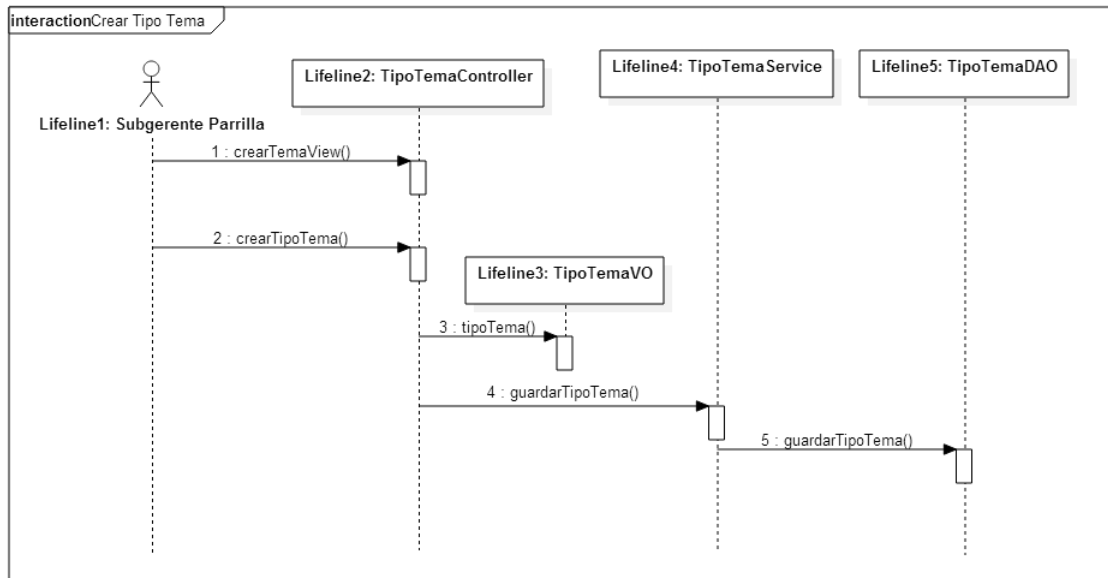 interactionCrear Tipo Tema
Lifeline2: TipoTemaController
Lifeline4: TipoTemaService
Lifeline5: TipoTemaDAO
Lifeline1: Subgerente Parrilla
1 : crearTemaView()
2 : crearTipoTema()
Lifeline3: TipoTemaVO
3 : tipoTema()
4 : guardarTipoTema()
5 : guardarTipoTema()